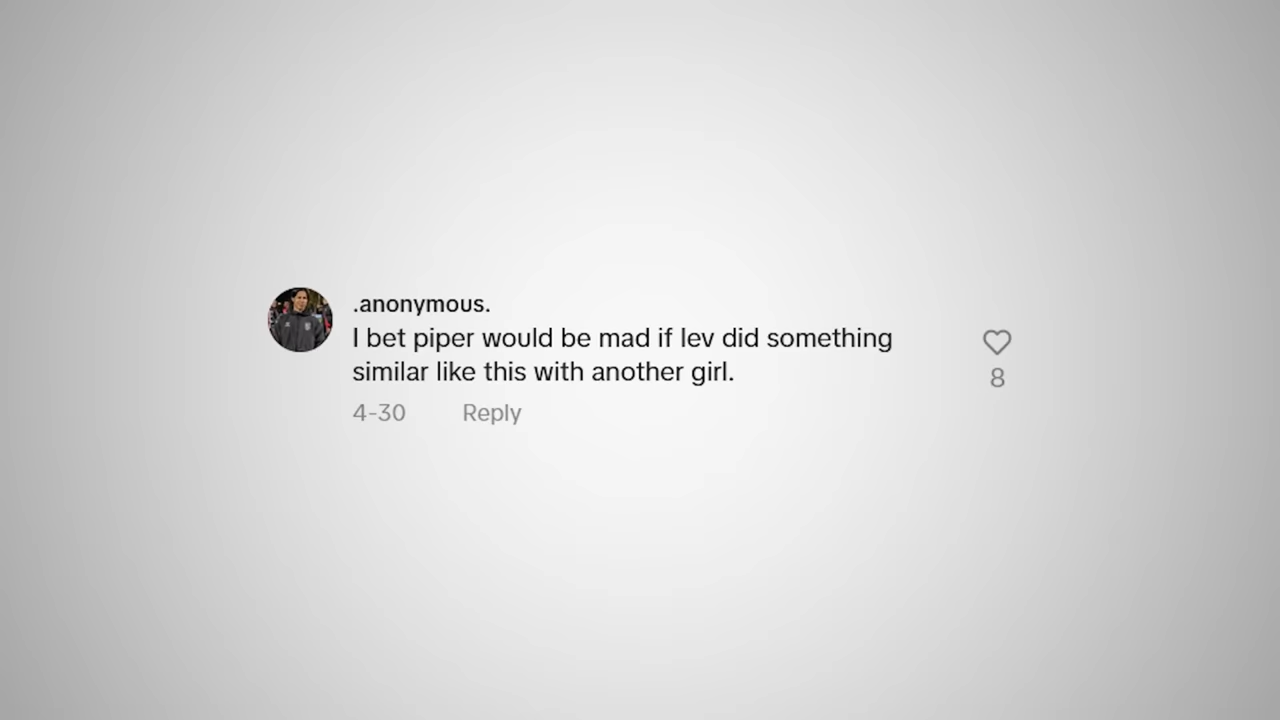 .anonymous.
I bet piper would be mad if lev did something
similar like this with another girl.
8
4-30 Reply